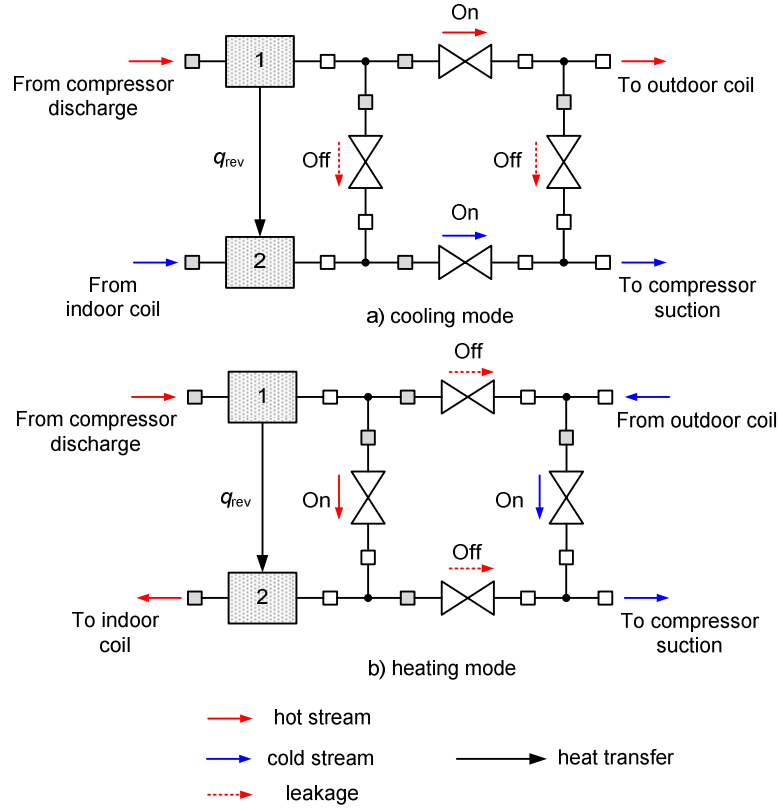 On
From compressor
discharge
1
To outdoor coil
qrev
Off
Off
On
From
indoor coil
2
To compressor
suction
a) cooling mode
Off
From compressor
discharge
1
From outdoor coil
qrev
On
On
Off
To indoor
coil
2
To compressor
suction
b) heating mode
hot stream
cold stream
heat transfer
leakage